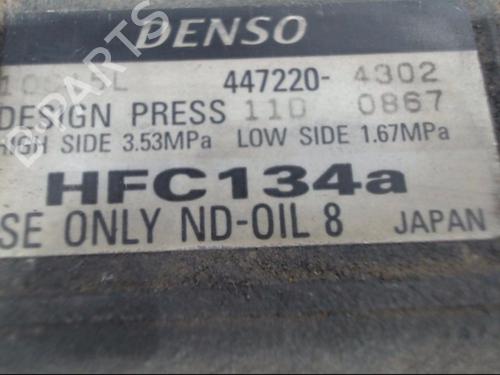 DENSO
447220-4302
DESIGN PRESS 110 0867
HIGH SIDE 3.53MPa LOW SIDE 1.67MPa
HFC134a
SE ONLY ND-OIL 8 JAPAN